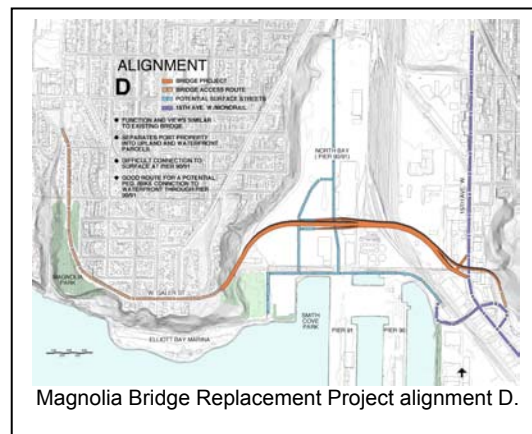 ALIGNMENT
D
BRIDGE PROJECT
BRIDGE ACCESS ROUTE
POTENTIAL SURFACE STREETS
15TH AVE. W./MONORAIL
FUNCTION AND VIEWS SIMILAR
TO EXISTING BRIDGE
SEPARATES PORT PROPERTY
INTO UPLAND AND WATERFRONT
PARCELS
DIFFICULT CONNECTION TO
SURFACE AT PIER 90/91
GOOD ROUTE FOR A POTENTIAL
PED. /BIKE CONNECTION TO
WATERFRONT THROUGH PIER
90/91
NORTH BAY
(PIER 90/91)
15TH AVE. W.
MAGNOLIA
PARK
W. GALER ST.
ELLIOTT BAY MARINA
SMITH
COVE
PARK
PIER 91
PIER 90
Magnolia Bridge Replacement Project alignment D.